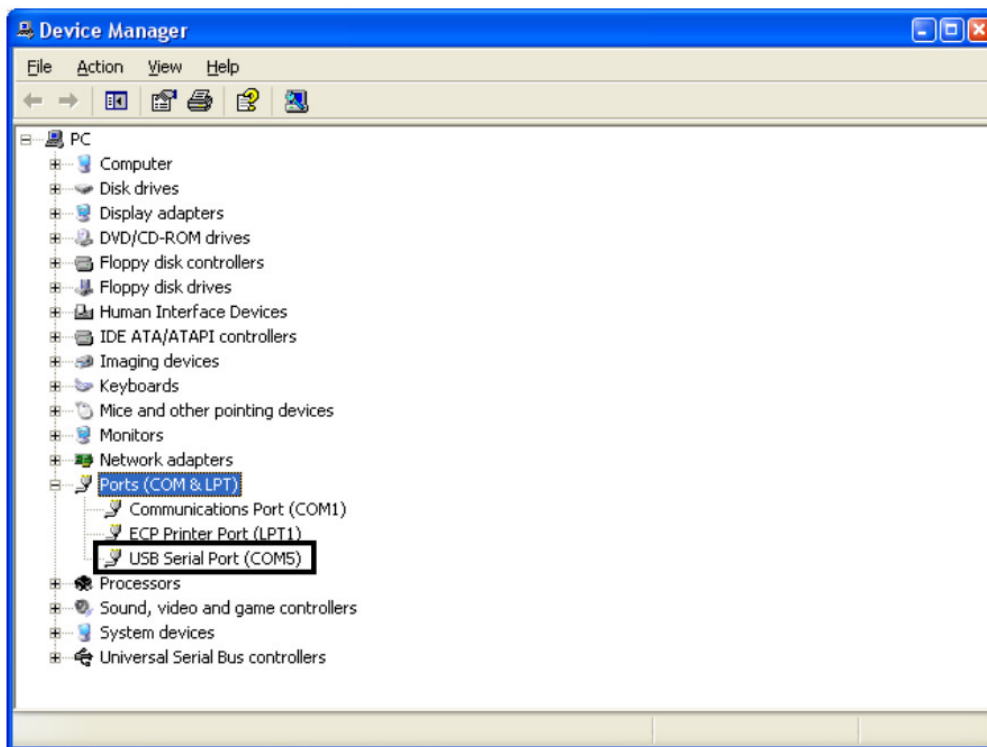 Device Manager
File Action View Help
PC
Computer
Disk drives
Display adapters
DVD/CD-ROM drives
Floppy disk controllers
Floppy disk drives
Human Interface Devices
IDE ATA/ATAPI controllers
Imaging devices
Keyboards
Mice and other pointing devices
Monitors
Network adapters
Ports (COM & LPT)
Communications Port (COM1)
ECP Printer Port (LPT1)
USB Serial Port (COM5)
Processors
Sound, video and game controllers
System devices
Universal Serial Bus controllers